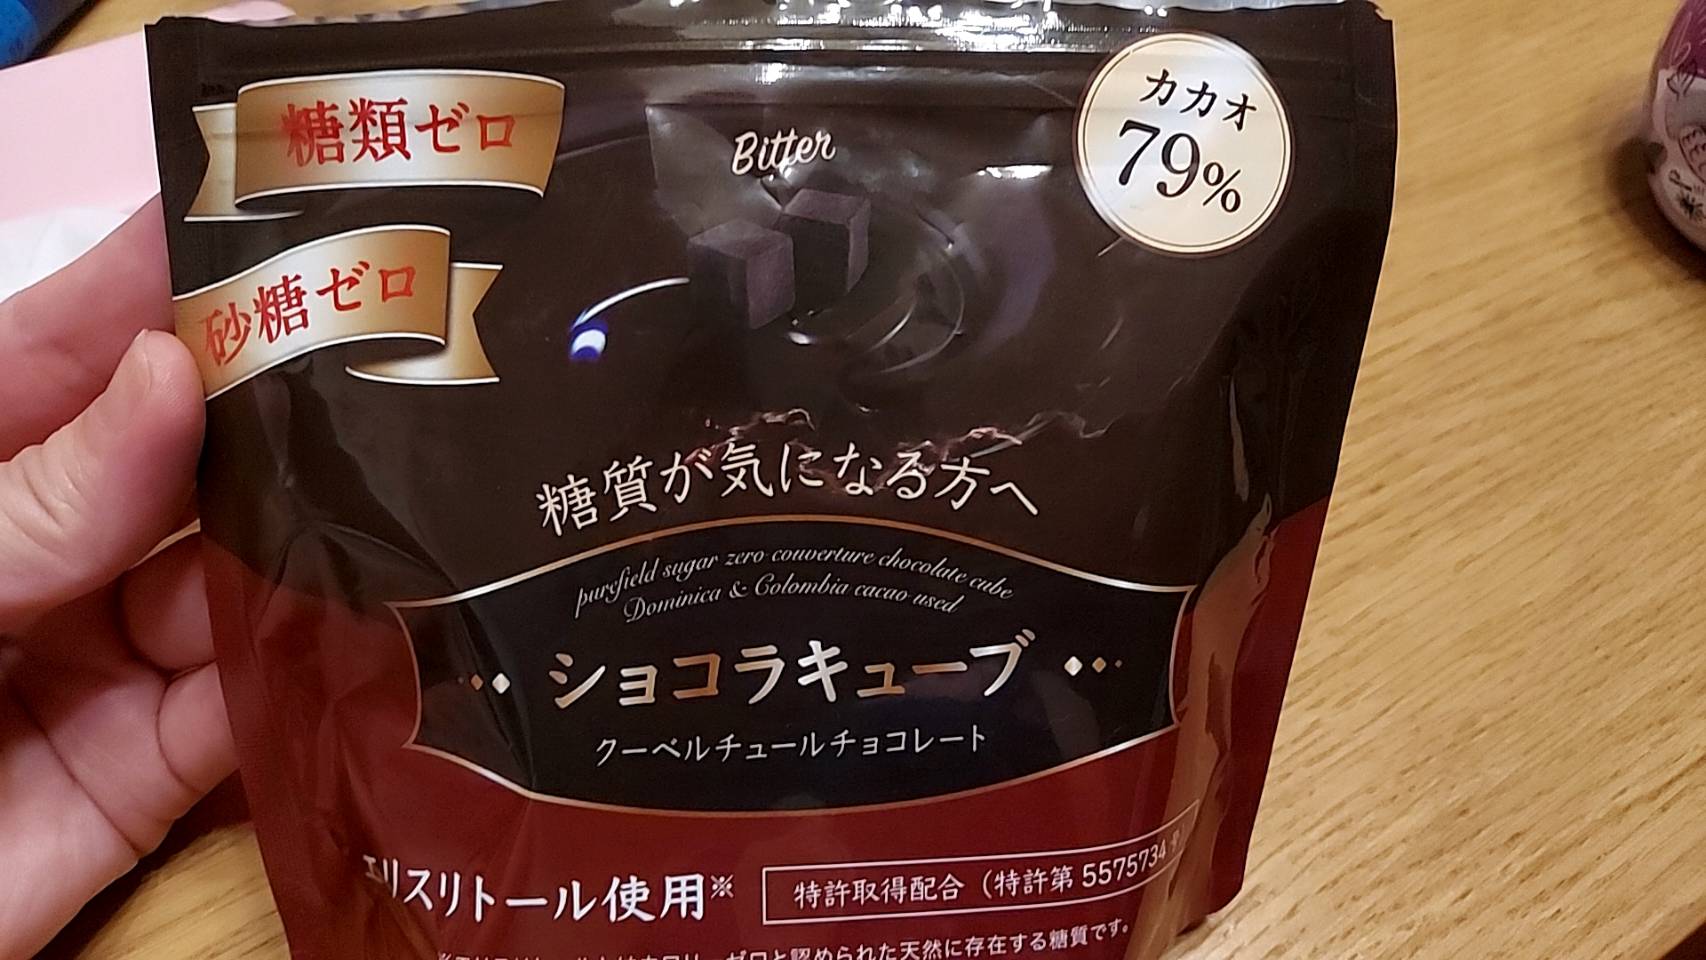 糖類ゼロ
砂糖ゼロ
Bitter
カカオ
79%
糖質が気になる方へ
purefield sugar zero couverture chocolate cube
Dominica & Colombia cacao used
ショコラキューブ
クーベルチュールチョコレート
エリスリトール使用※
特許取得配合(特許第5575734号)
ゼロと認められた天然に存在する糖質です。